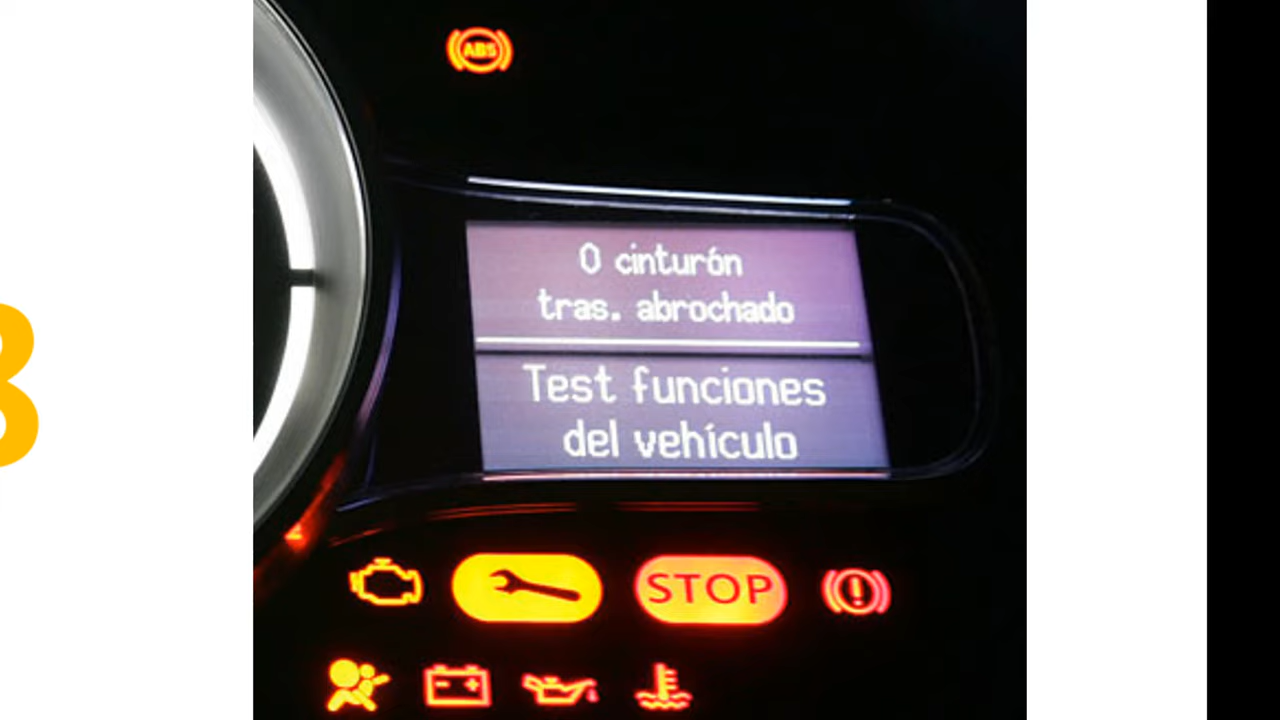 ABS
0 cinturón
tras. abrochado
Test funciones
del vehículo
STOP